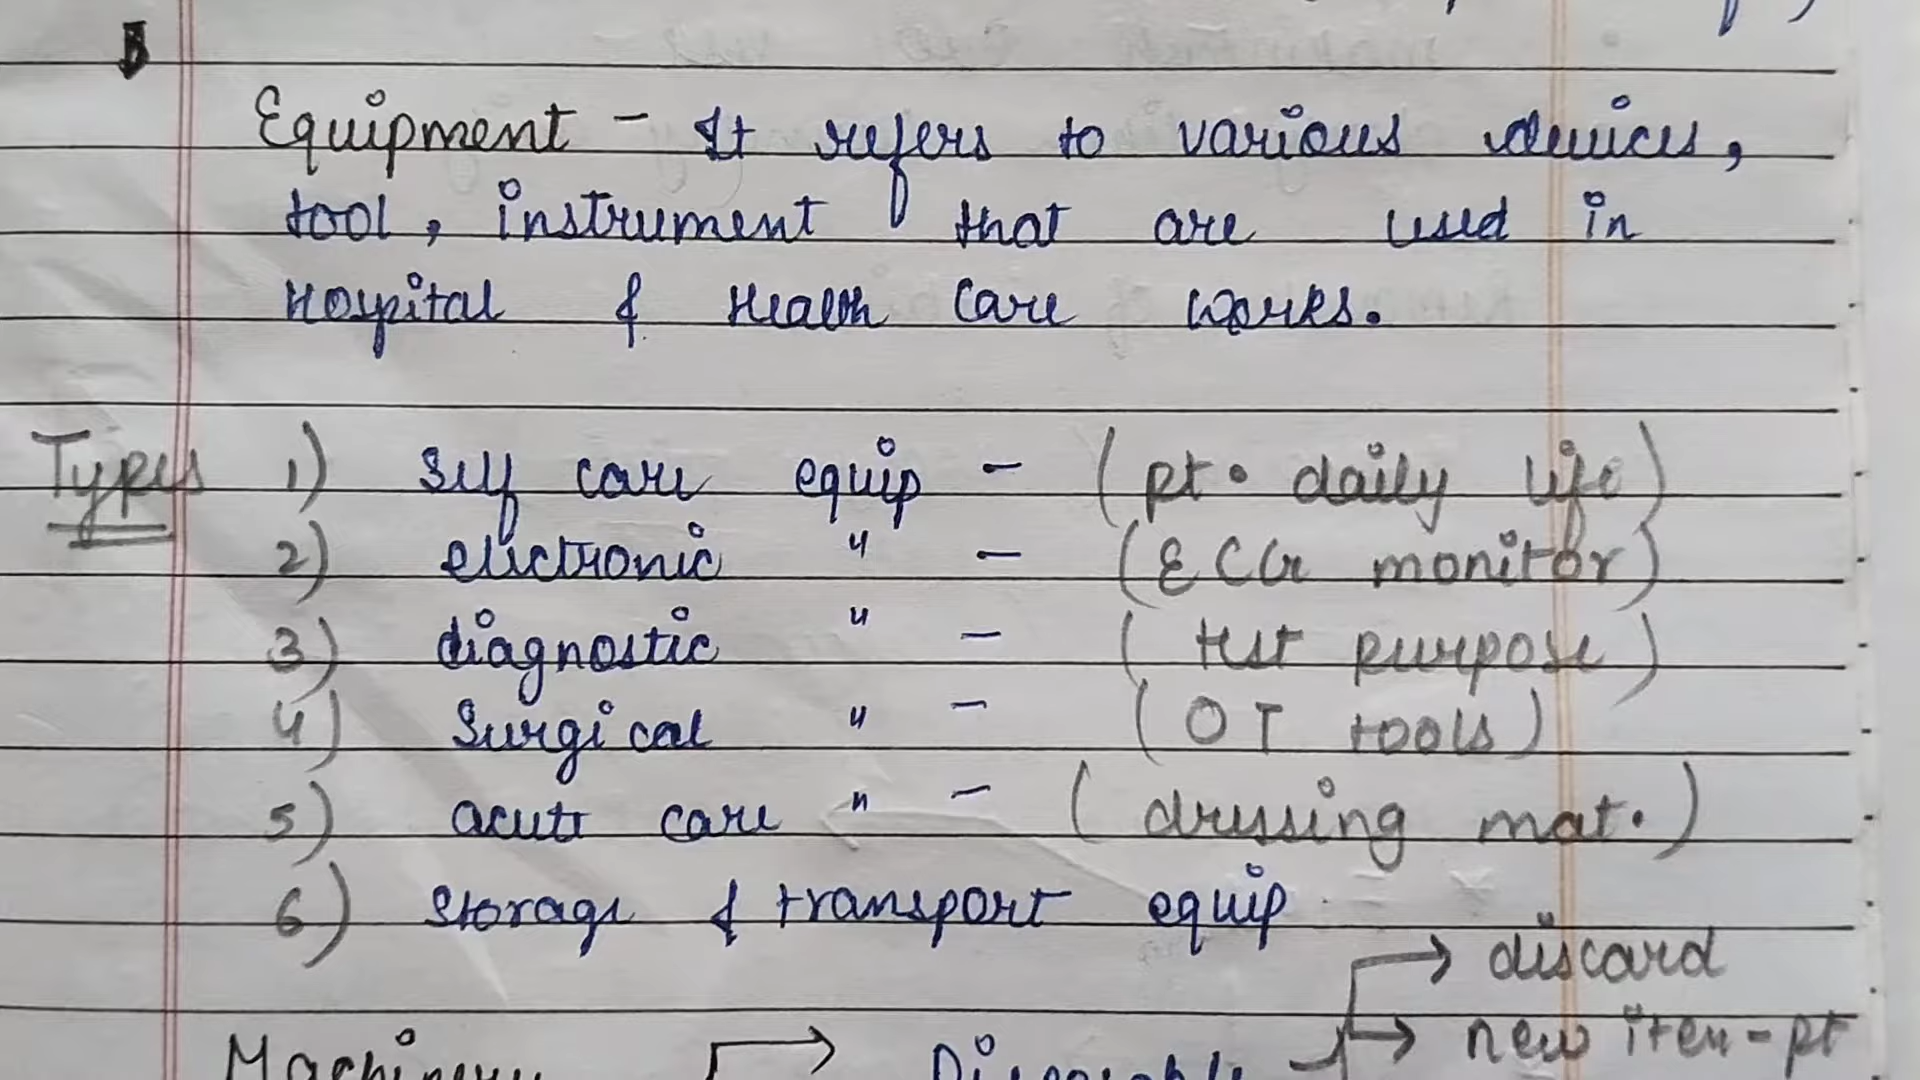 Equipment - It refers to various devices,
tool, instrument that are used in
Hospital & Health Care works.
Types 1) Self care equip - (pt. daily life)
2) electronic " - (ECG monitor)
3) diagnostic " - (test purpose)
4) Surgical " - (OT tools)
5) acute care " - (dressing mat.)
6) Storage & transport equip
→ discard
Machinery → Disposable → new item - pt